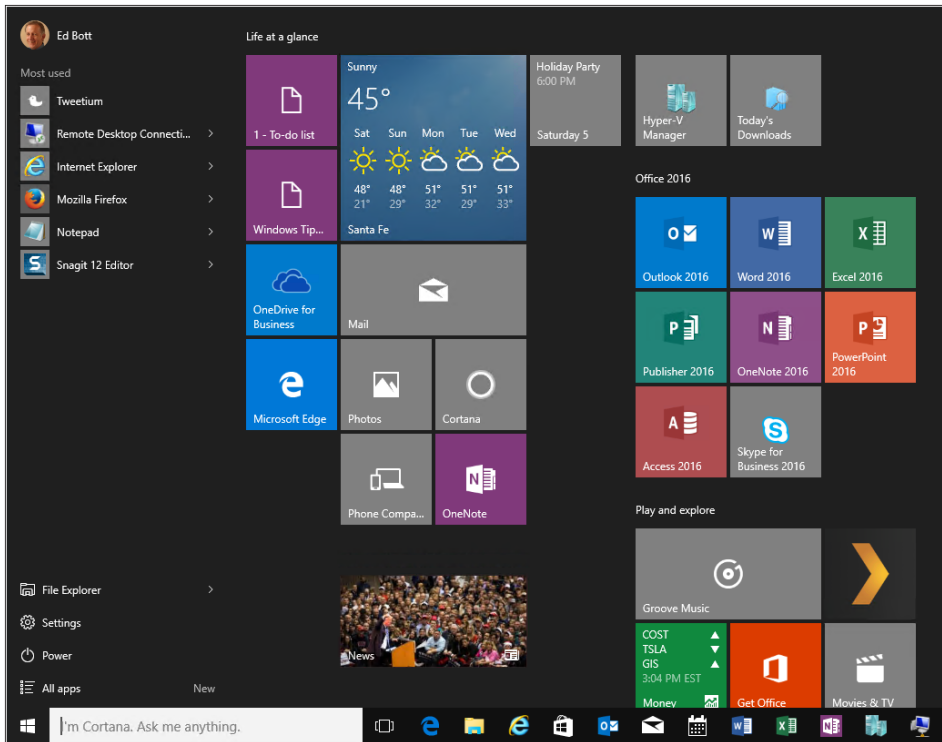 Ed Bott
Most used
Tweetium
Remote Desktop Connecti...
Internet Explorer
Mozilla Firefox
Notepad
Snagit 12 Editor
File Explorer
Settings
Power
All apps New
I'm Cortana. Ask me anything.
Life at a glance
1 - To-do list
Sunny
45°
Sat Sun Mon Tue Wed
48° 48° 51° 51° 51°
21° 29° 32° 29° 33°
Santa Fe
Holiday Party
6:00 PM
Saturday 5
Windows Tip...
OneDrive for
Business
Mail
Microsoft Edge
Photos
Cortana
Phone Compa...
OneNote
News
Hyper-V
Manager
Today's
Downloads
Office 2016
Outlook 2016
Word 2016
Excel 2016
Publisher 2016
OneNote 2016
PowerPoint
2016
Access 2016
Skype for
Business 2016
Play and explore
Groove Music
COST
TSLA
GIS
3:04 PM EST
Money
Get Office
Movies & TV